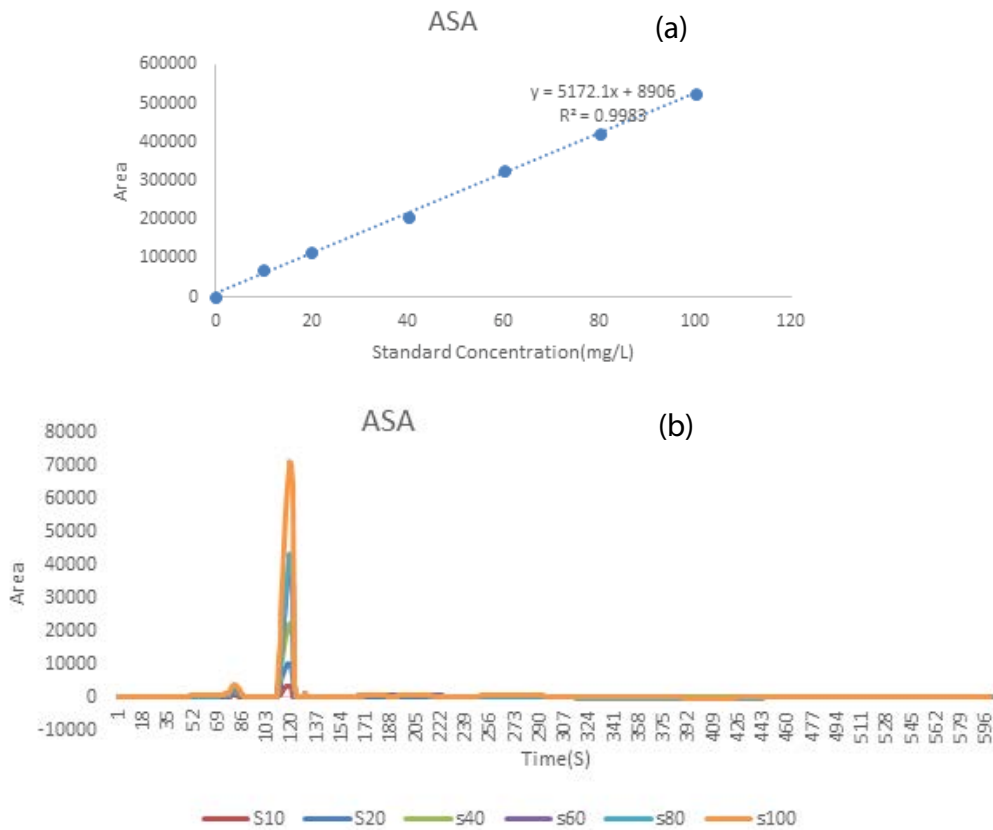 ASA
(a)
600000
500000
400000
300000
200000
100000
0
y = 5172.1x + 8906
R² = 0.9983
Area
0 20 40 60 80 100 120
Standard Concentration(mg/L)
ASA
(b)
80000
70000
60000
50000
40000
30000
20000
10000
0
-10000
Area
1 18 35 52 69 86 103 120 137 154 171 188 205 222 239 256 273 290 307 324 341 358 375 392 409 426 443 460 477 494 511 528 545 562 579 596
Time(S)
S10 S20 s40 s60 s80 s100